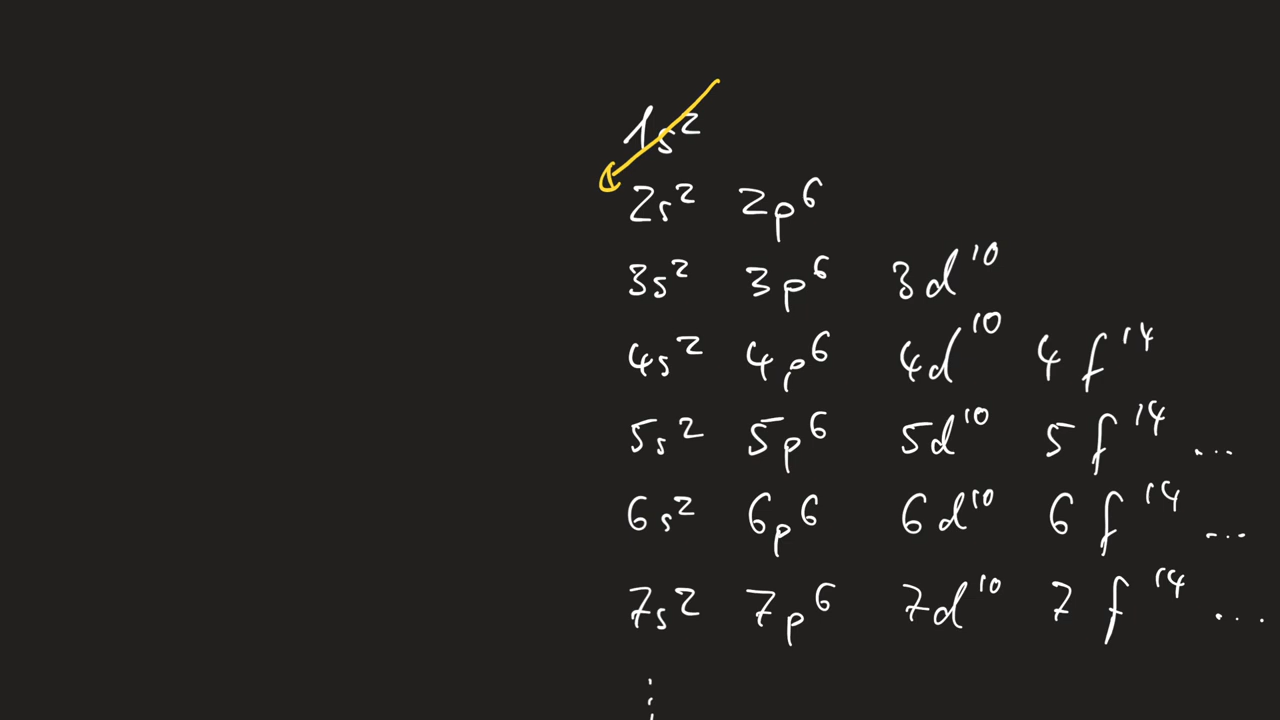 1s²
2s² 2p⁶
3s² 3p⁶ 3d¹⁰
4s² 4p⁶ 4d¹⁰ 4f¹⁴
5s² 5p⁶ 5d¹⁰ 5f¹⁴ ...
6s² 6p⁶ 6d¹⁰ 6f¹⁴ ...
7s² 7p⁶ 7d¹⁰ 7f¹⁴ ...
⋮